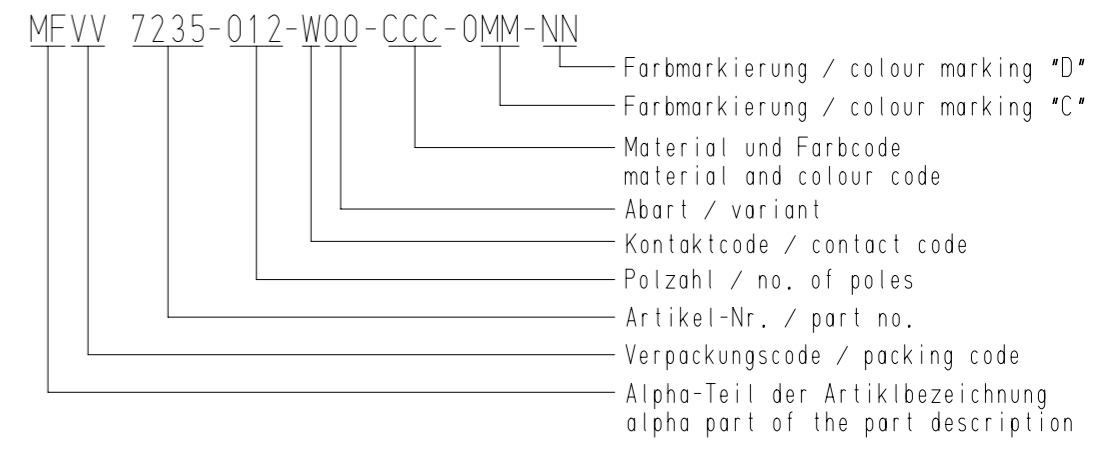 MFVV 7235-012-W00-CCC-0MM-NN
Farbmarkierung / colour marking "D"
Farbmarkierung / colour marking "C"
Material und Farbcode
material and colour code
Abart / variant
Kontaktcode / contact code
Polzahl / no. of poles
Artikel-Nr. / part no.
Verpackungscode / packing code
Alpha-Teil der Artiklbezeichnung
alpha part of the part description